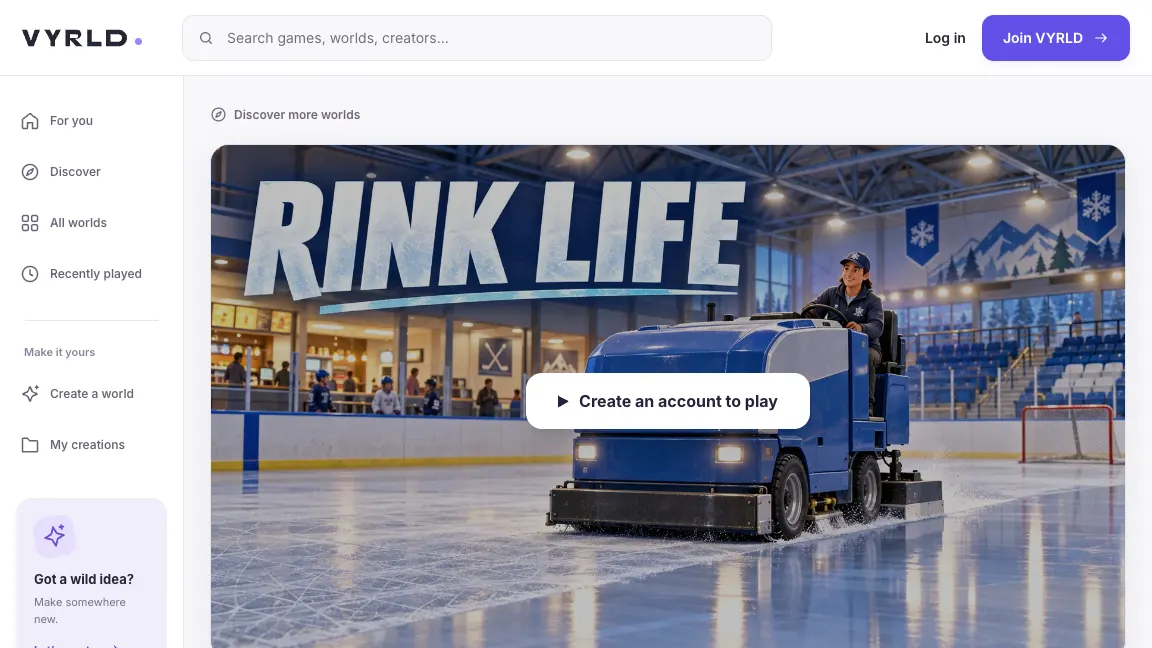 VYRLD
Search games, worlds, creators...
Log in
Join VYRLD
For you
Discover
All worlds
Recently played
Make it yours
Create a world
My creations
Got a wild idea?
Make somewhere
new.
Discover more worlds
RINK LIFE
Create an account to play